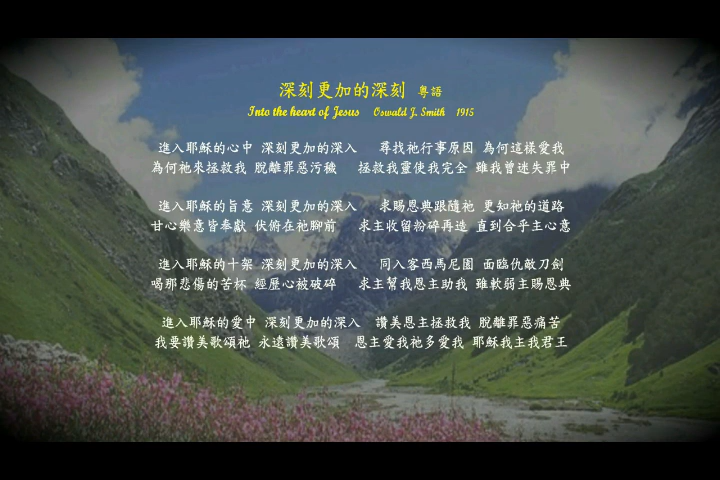 深刻更加的深刻 粵語
Into the heart of Jesus Oswald J. Smith 1915
進入耶穌的心中 深刻更加的深入 尋找祂行事原因 為何這樣愛我
為何祂來拯救我 脫離罪惡污穢 拯救我靈使我完全 雖我曾迷失罪中
進入耶穌的旨意 深刻更加的深入 求賜恩典跟隨祂 更知祂的道路
甘心樂意皆奉獻 伏俯在祂腳前 求主收留粉碎再造 直到合乎主心意
進入耶穌的十架 深刻更加的深入 同入客西馬尼園 面臨仇敵刀劍
喝那悲傷的苦杯 經歷心被破碎 求主幫我恩主助我 雖軟弱主賜恩典
進入耶穌的愛中 深刻更加的深入 讚美恩主拯救我 脫離罪惡痛苦
我要讚美歌頌祂 永遠讚美歌頌 恩主愛我祂多愛我 耶穌我主我君王